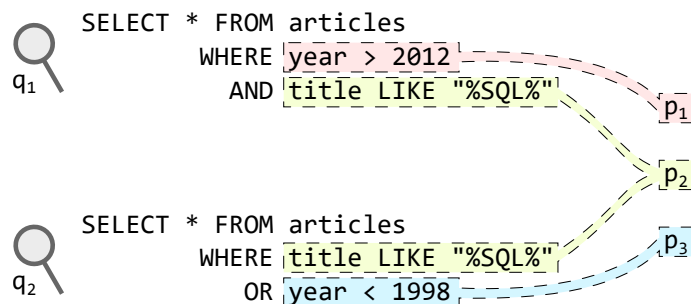 SELECT * FROM articles
WHERE year > 2012
q₁
AND title LIKE "%SQL%"
p₁
p₂
SELECT * FROM articles
p₃
WHERE title LIKE "%SQL%"
q₂
OR year < 1998